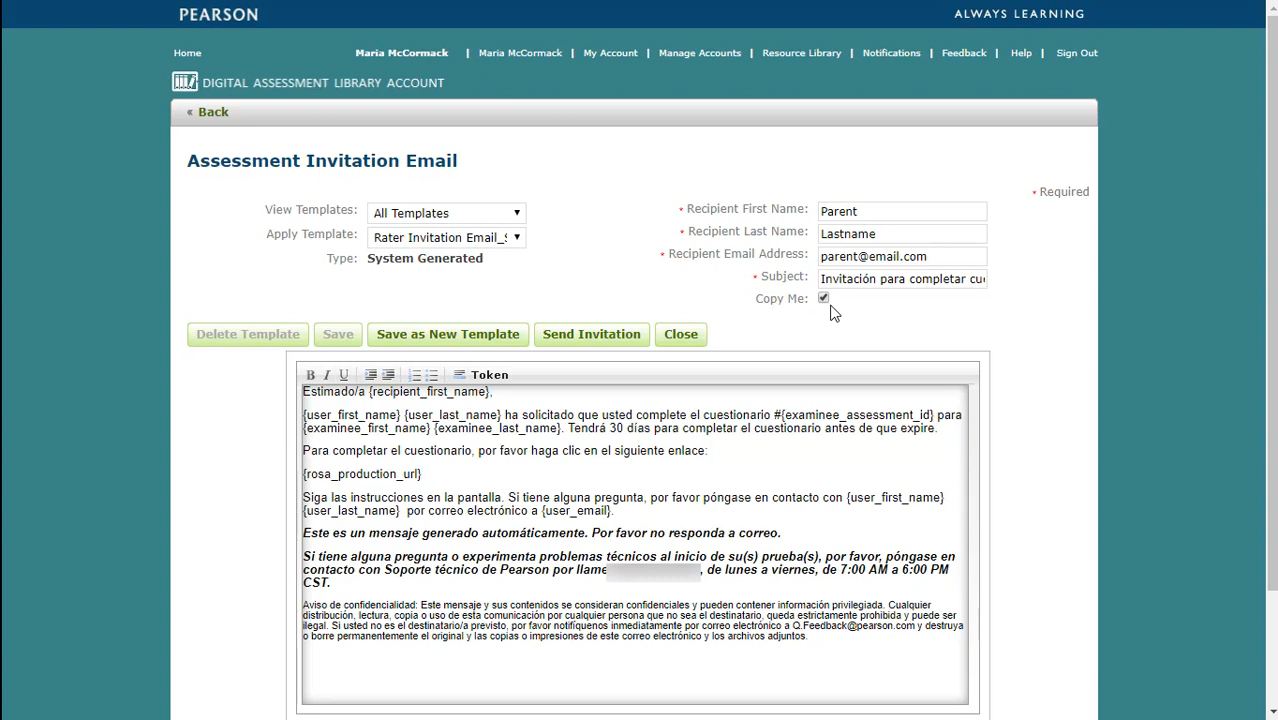 PEARSON
ALWAYS LEARNING
Home
Maria McCormack | Maria McCormack | My Account | Manage Accounts | Resource Library | Notifications | Feedback | Help | Sign Out
DIGITAL ASSESSMENT LIBRARY ACCOUNT
« Back
Assessment Invitation Email
* Required
View Templates: All Templates
Apply Template: Rater Invitation Email_S
Type: System Generated
* Recipient First Name: Parent
* Recipient Last Name: Lastname
* Recipient Email Address: parent@email.com
* Subject: Invitación para completar cue
Copy Me:
Delete Template Save Save as New Template Send Invitation Close
B I U Token
Estimado/a {recipient_first_name},
{user_first_name} {user_last_name} ha solicitado que usted complete el cuestionario #{examinee_assessment_id} para
{examinee_first_name} {examinee_last_name}. Tendrá 30 días para completar el cuestionario antes de que expire.
Para completar el cuestionario, por favor haga clic en el siguiente enlace:
{rosa_production_url}
Siga las instrucciones en la pantalla. Si tiene alguna pregunta, por favor póngase en contacto con {user_first_name}
{user_last_name} por correo electrónico a {user_email}.
Este es un mensaje generado automáticamente. Por favor no responda a correo.
Si tiene alguna pregunta o experimenta problemas técnicos al inicio de su(s) prueba(s), por favor, póngase en
contacto con Soporte técnico de Pearson por llame , de lunes a viernes, de 7:00 AM a 6:00 PM
CST.
Aviso de confidencialidad: Este mensaje y sus contenidos se consideran confidenciales y pueden contener información privilegiada. Cualquier
distribución, lectura, copia o uso de esta comunicación por cualquier persona que no sea el destinatario, queda estrictamente prohibida y puede ser
illegal. Si usted no es el destinatario previsto, por favor notifíquenos inmediatamente por correo electrónico a Q.Feedback@pearson.com y destruya
o borre permanentemente el original y las copias o impresiones de este correo electrónico y los archivos adjuntos.